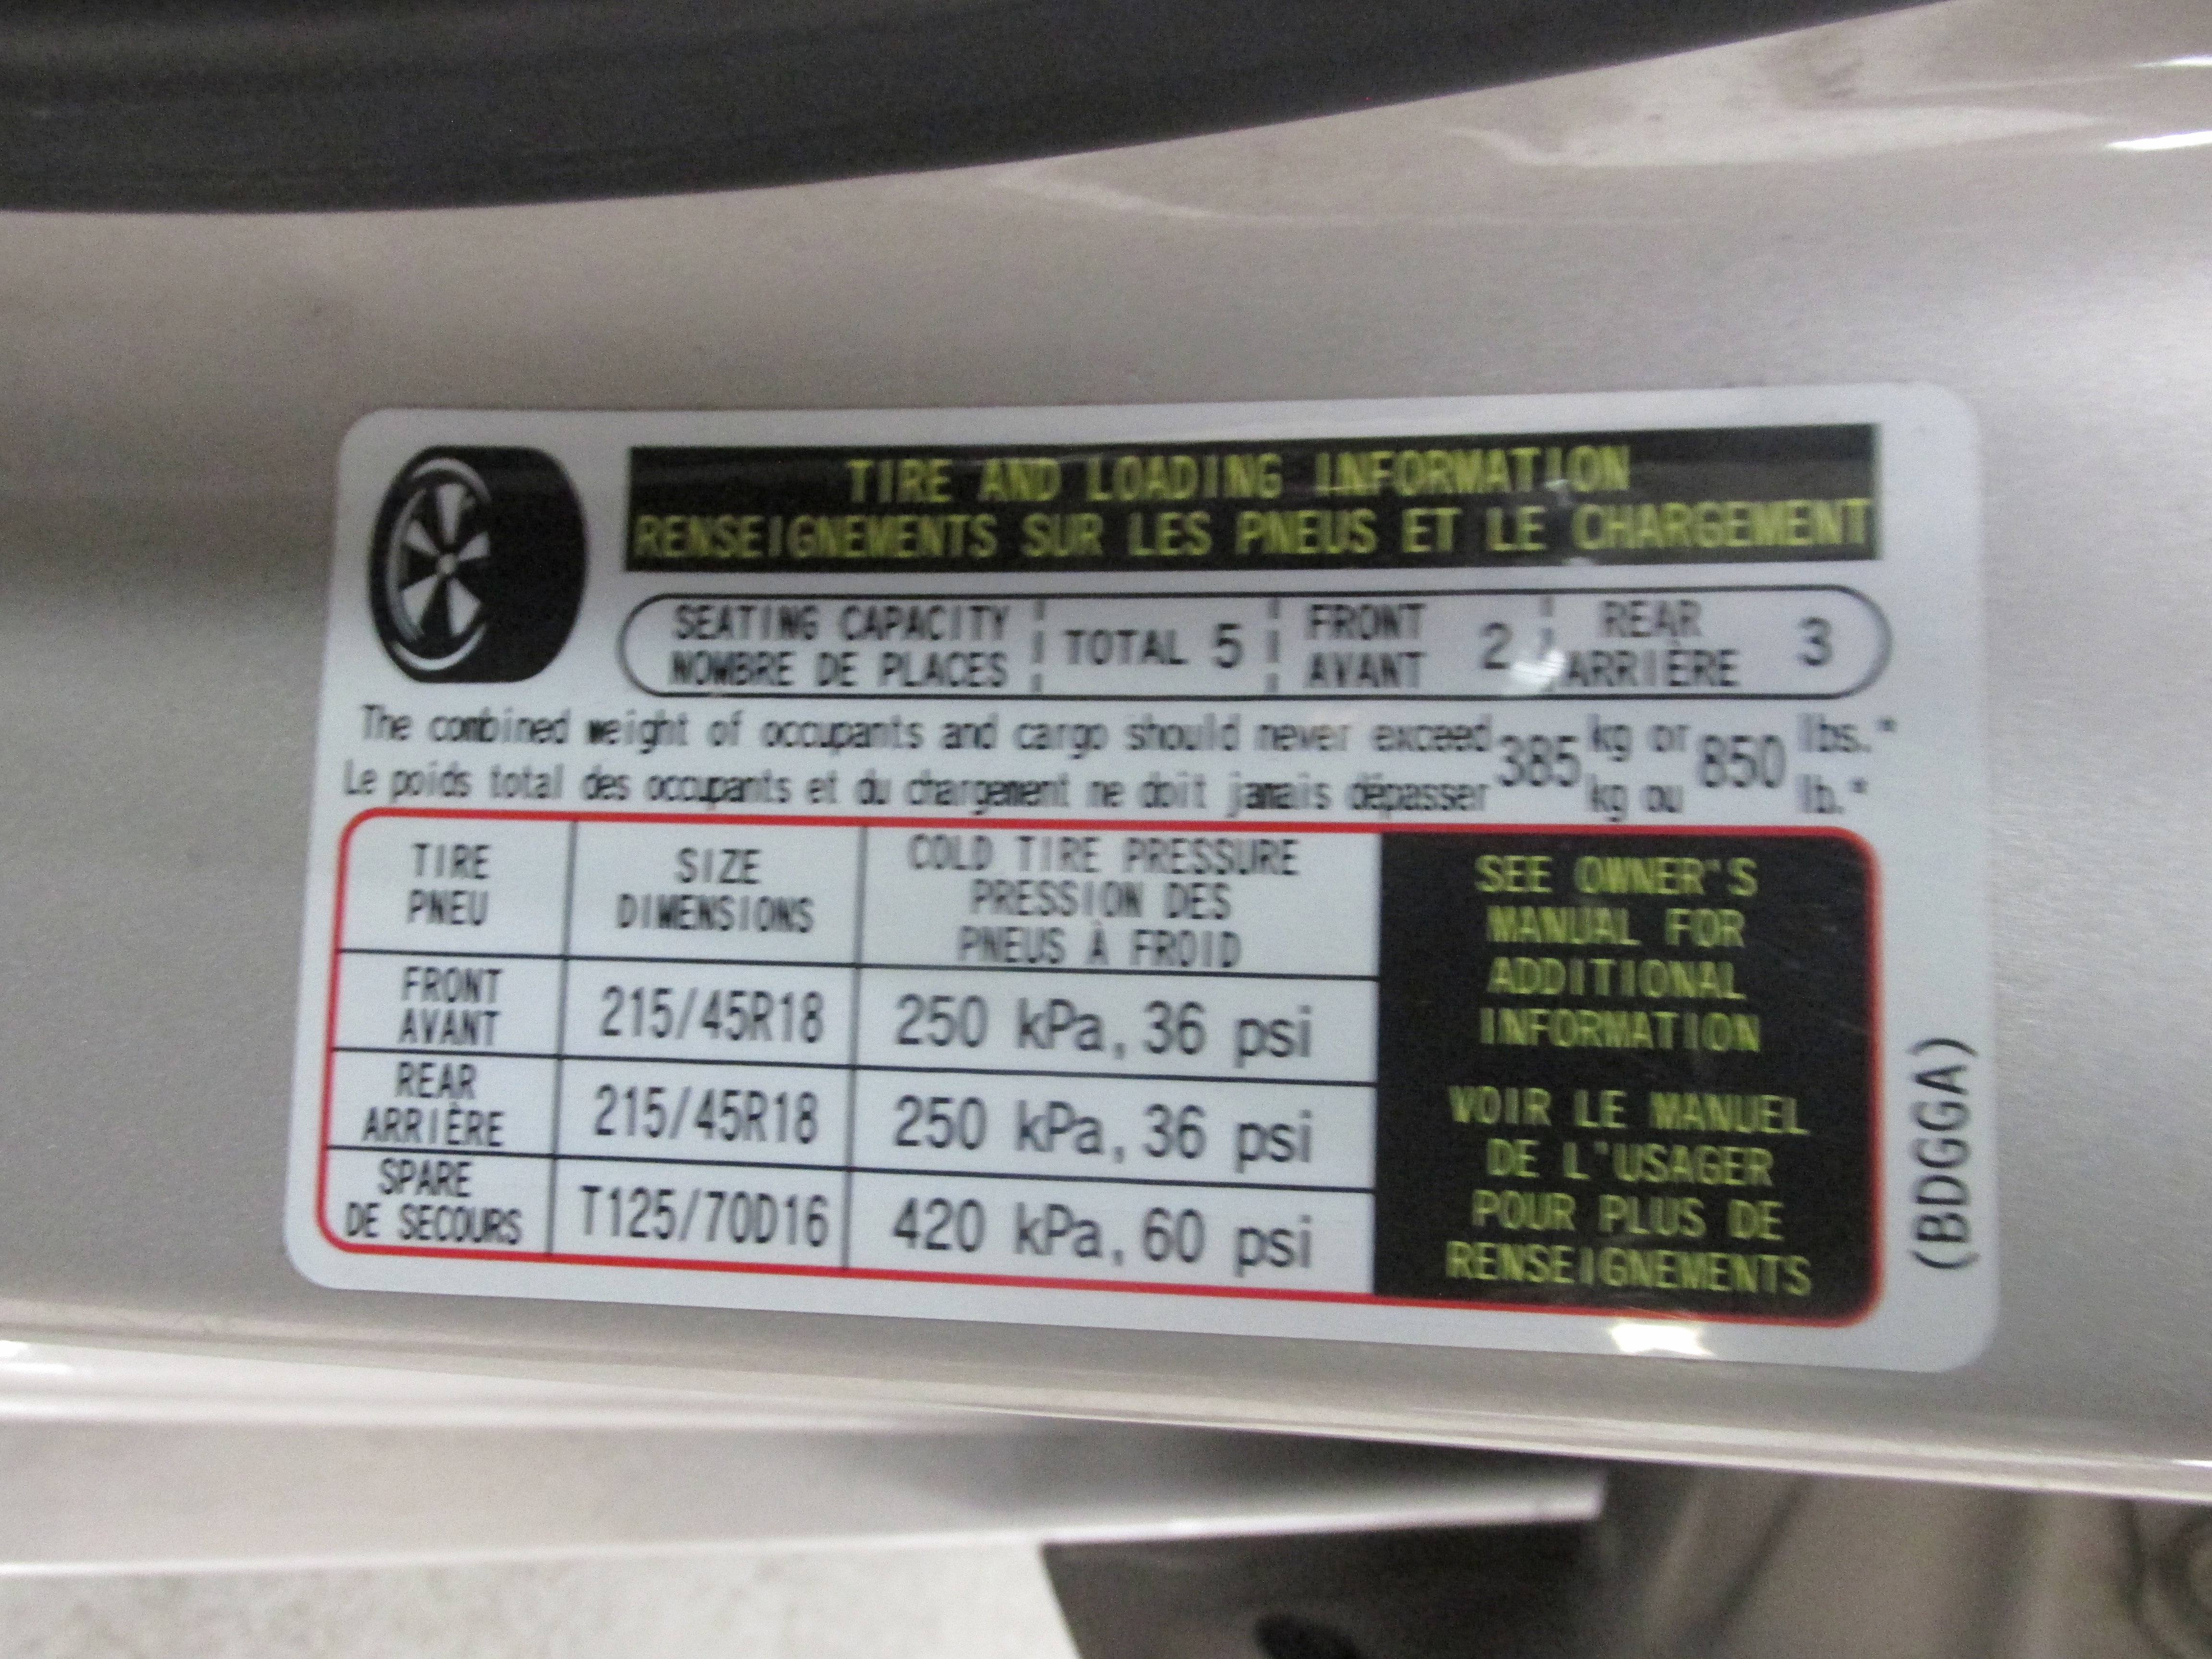 TIRE AND LOADING INFORMATION
RENSEIGNEMENTS SUR LES PNEUS ET LE CHARGEMENT
SEATING CAPACITY
NOMBRE DE PLACES
TOTAL 5
FRONT
AVANT
2
REAR
ARRIÈRE
3
The combined weight of occupants and cargo should never exceed 385 kg or 850 lbs.*
Le poids total des occupants et du chargement ne doit jamais dépasser kg ou lb.*
TIRE
PNEU
SIZE
DIMENSIONS
COLD TIRE PRESSURE
PRESSION DES
PNEUS À FROID
FRONT
AVANT
215/45R18
250 kPa, 36 psi
REAR
ARRIÈRE
215/45R18
250 kPa, 36 psi
SPARE
DE SECOURS
T125/70D16
420 kPa, 60 psi
SEE OWNER'S
MANUAL FOR
ADDITIONAL
INFORMATION
VOIR LE MANUEL
DE L'USAGER
POUR PLUS DE
RENSEIGNEMENTS
(BDGGA)